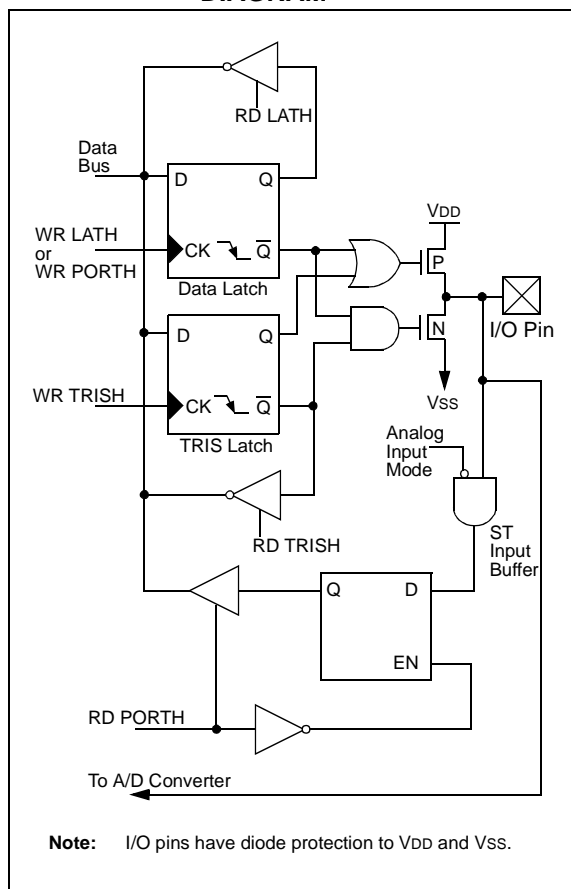 DIAGRAM
RD LATH
Data
Bus
D Q
VDD
WR LATH
or
WR PORTH
CK Q
P
Data Latch
I/O Pin
D Q
N
WR TRISH
CK Q
VSS
TRIS Latch
Analog
Input
Mode
RD TRISH
ST
Input
Buffer
Q D
EN
RD PORTH
To A/D Converter
Note: I/O pins have diode protection to VDD and VSS.